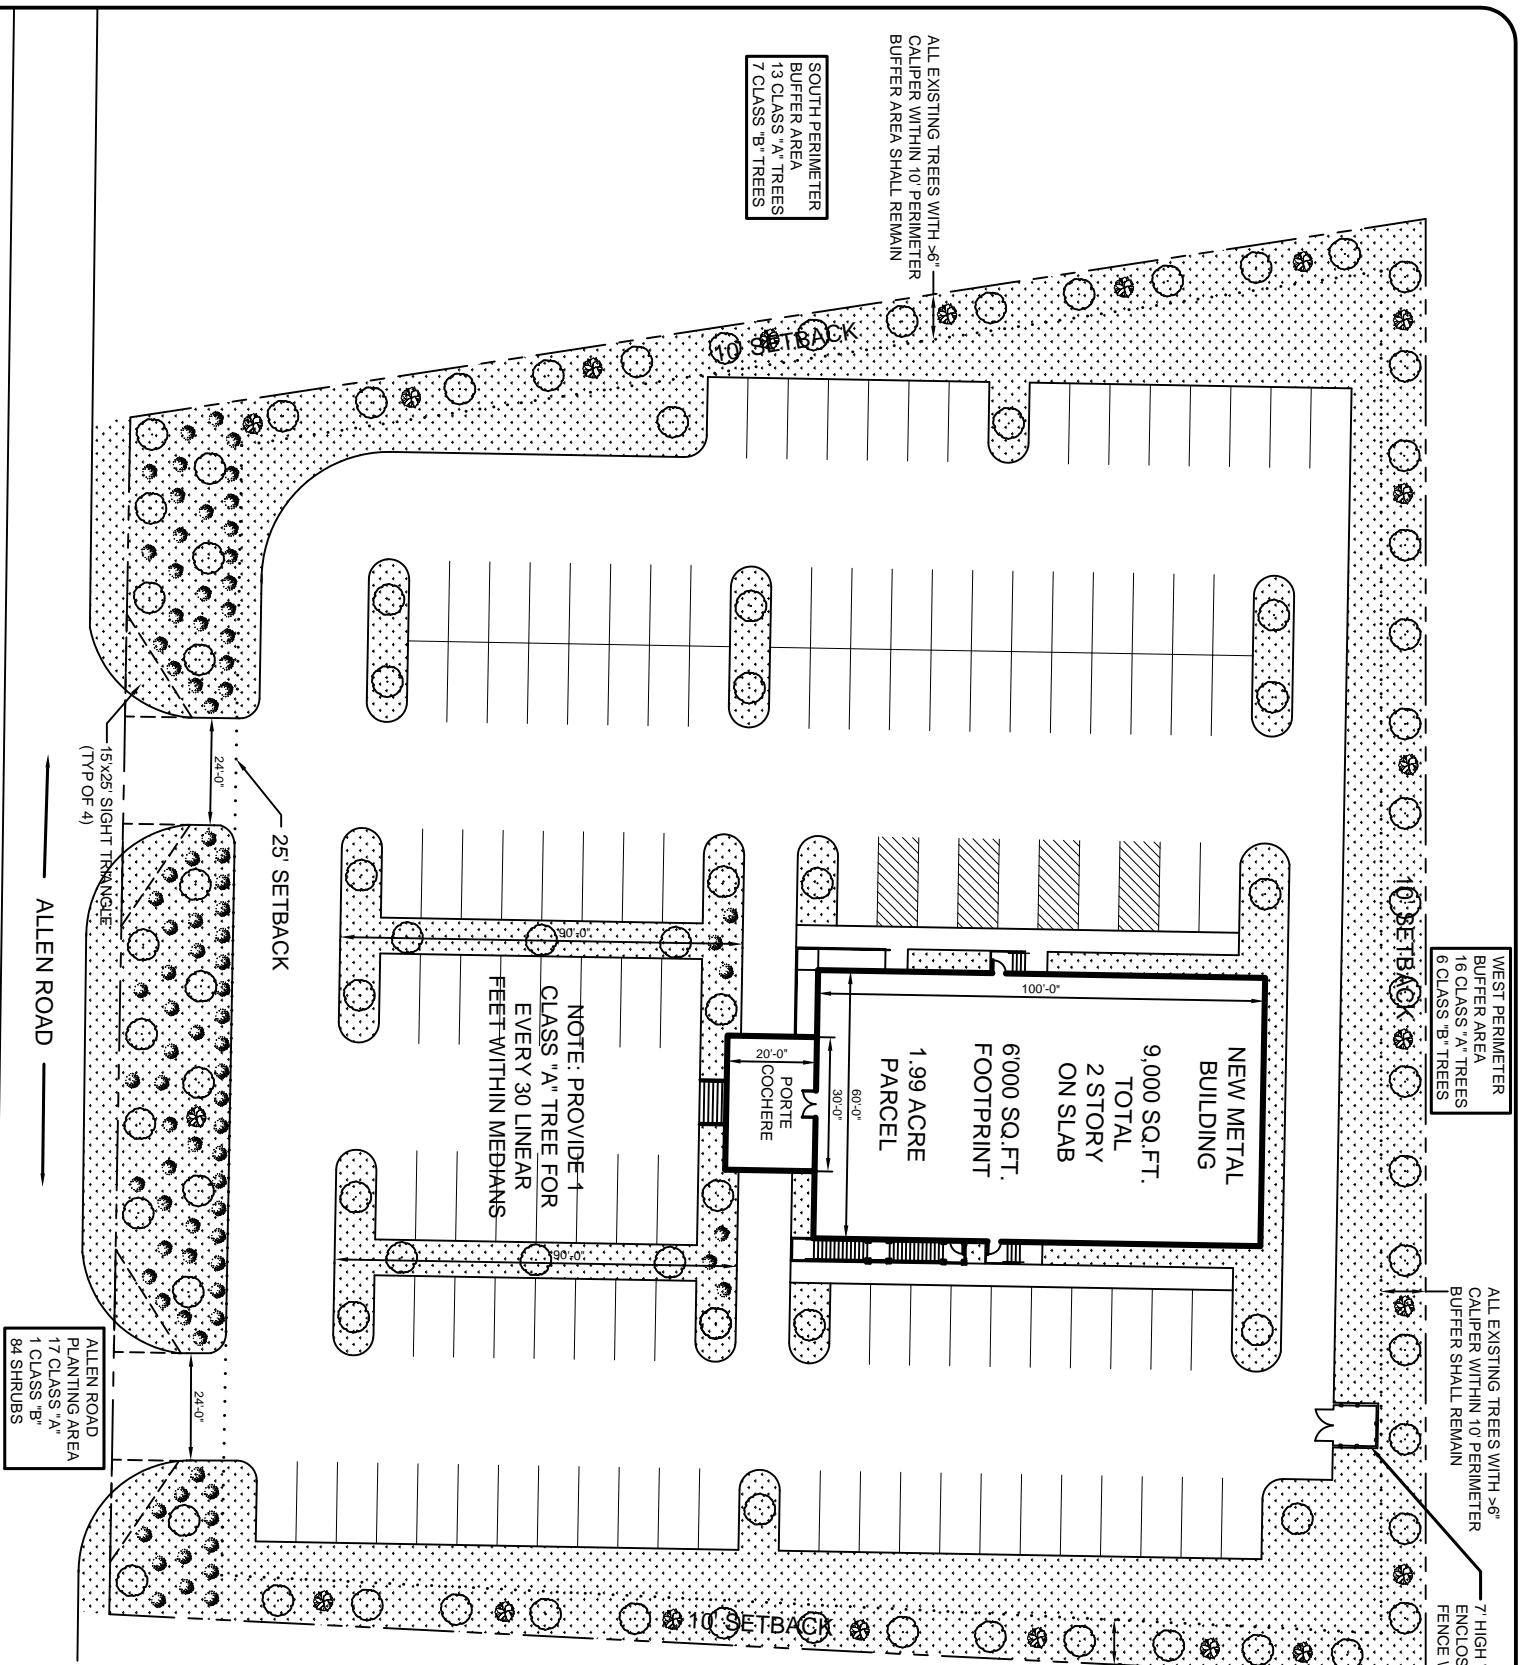 ALL EXISTING TREES WITH >6"
CALIPER WITHIN 10' PERIMETER
BUFFER AREA SHALL REMAIN
SOUTH PERIMETER
BUFFER AREA
13 CLASS "A" TREES
7 CLASS "B" TREES
10' SETBACK
WEST PERIMETER
BUFFER AREA
16 CLASS "A" TREES
6 CLASS "B" TREES
10' SETBACK
ALL EXISTING TREES WITH >6"
CALIPER WITHIN 10' PERIMETER
BUFFER SHALL REMAIN
7' HIGH
FENCE
NEW METAL
BUILDING
9,000 SQ.FT.
TOTAL
2 STORY
ON SLAB
6'000 SQ.FT.
FOOTPRINT
1.99 ACRE
PARCEL
100'-0"
60'-0"
30'-0"
20'-0"
PORTE
COCHERE
90'-0"
90'-0"
NOTE: PROVIDE 1
CLASS "A" TREE FOR
EVERY 30 LINEAR
FEET WITHIN MEDIANS
25' SETBACK
24'-0"
24'-0"
15'x25' SIGHT TRIANGLE
(TYP OF 4)
ALLEN ROAD
ALLEN ROAD
PLANTING AREA
17 CLASS "A"
1 CLASS "B"
84 SHRUBS
10' SETBACK